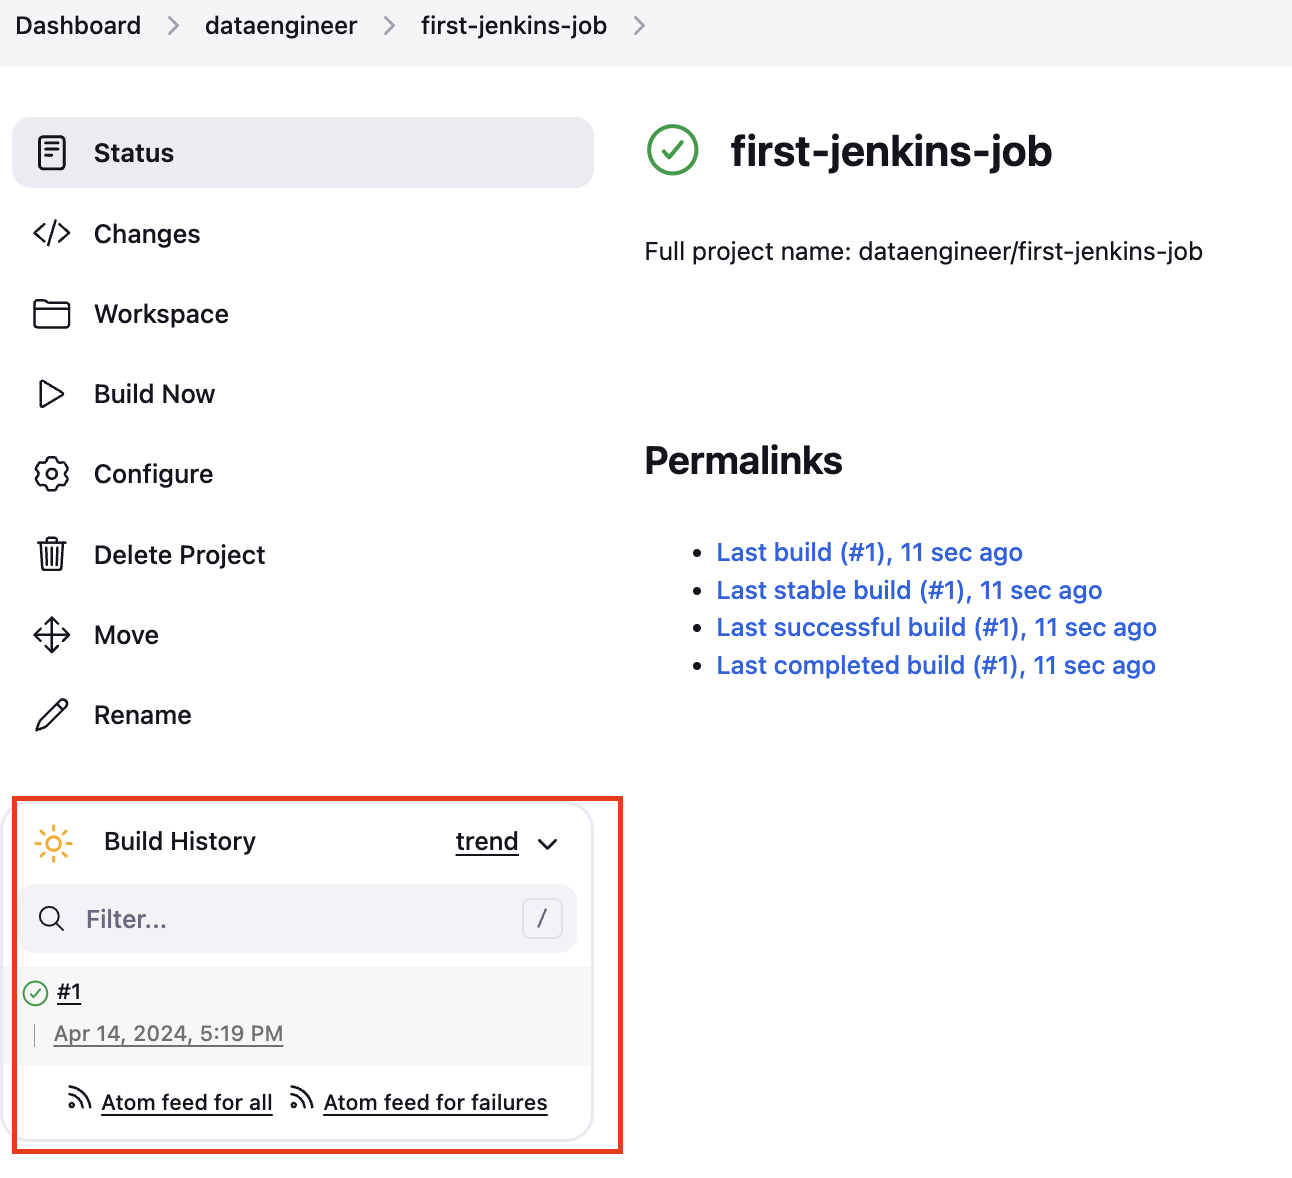 Dashboard > dataengineer > first-jenkins-job >
Status
Changes
Workspace
Build Now
Configure
Delete Project
Move
Rename
Build History trend
Filter... /
#1
Apr 14, 2024, 5:19 PM
Atom feed for all Atom feed for failures
first-jenkins-job
Full project name: dataengineer/first-jenkins-job
Permalinks
• Last build (#1), 11 sec ago
• Last stable build (#1), 11 sec ago
• Last successful build (#1), 11 sec ago
• Last completed build (#1), 11 sec ago